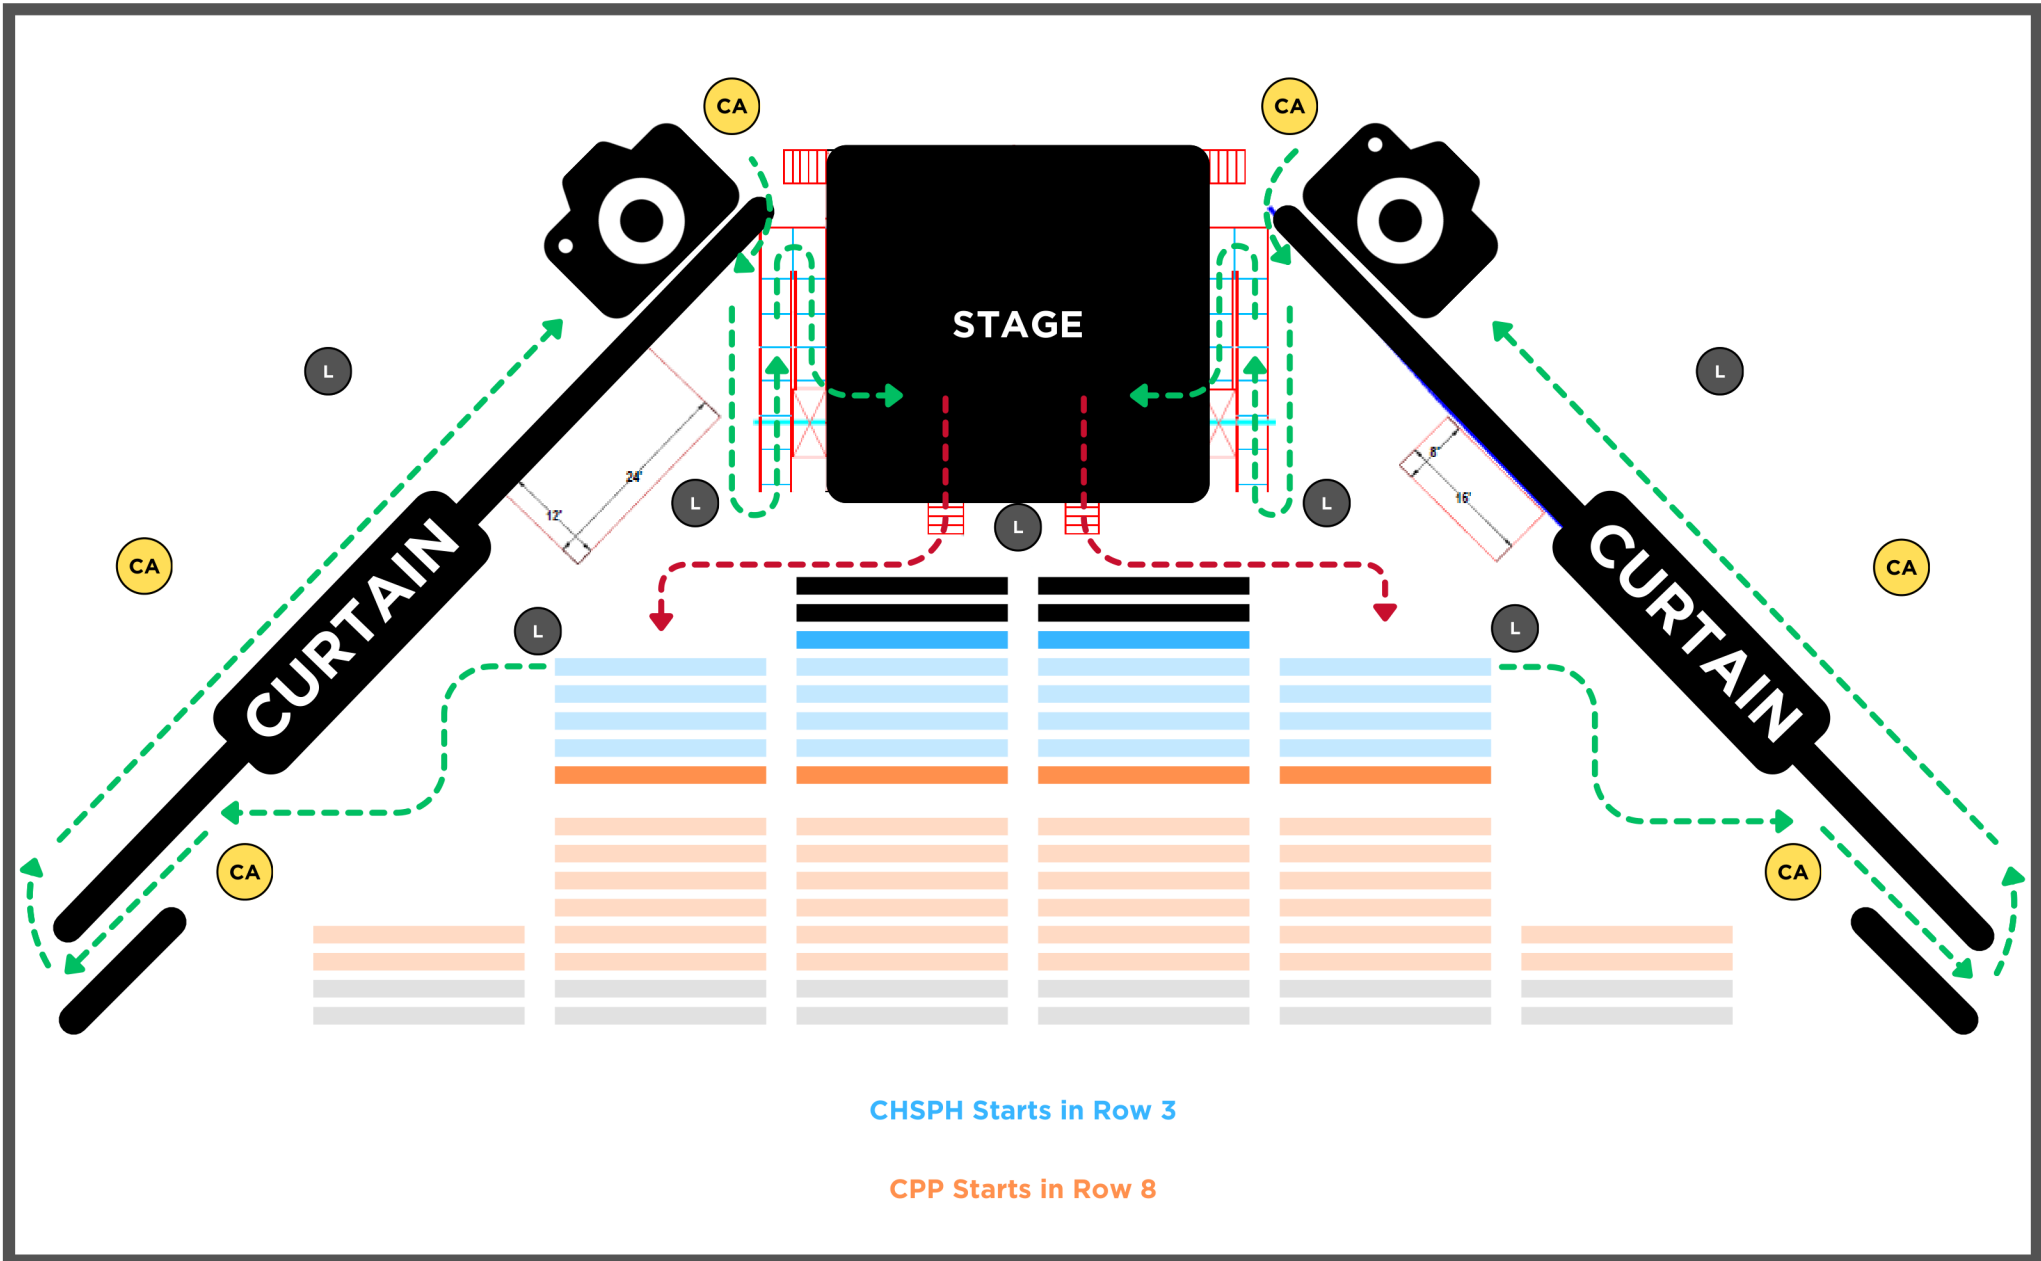 CA
CA
STAGE
L
L
24'
8'
16'
12'
L
L
L
CURTAIN
CURTAIN
CA
CA
L
L
CA
CA
CHSPH Starts in Row 3
CPP Starts in Row 8